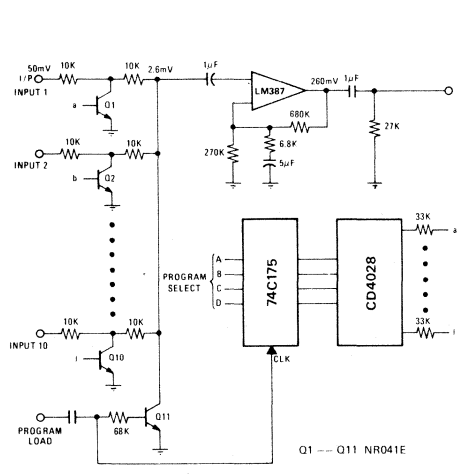 50mV
I/P
INPUT 1
10K
10K
2.6mV
1µF
LM387
260mV
1µF
a
Q1
680K
6.8K
5µF
270K
27K
INPUT 2
10K
10K
b
Q2
PROGRAM
SELECT
A
B
C
D
74C175
CD4028
33K
a
33K
i
CLK
INPUT 10
10K
10K
i
Q10
PROGRAM
LOAD
68K
Q11
Q1 -- Q11 NR041E